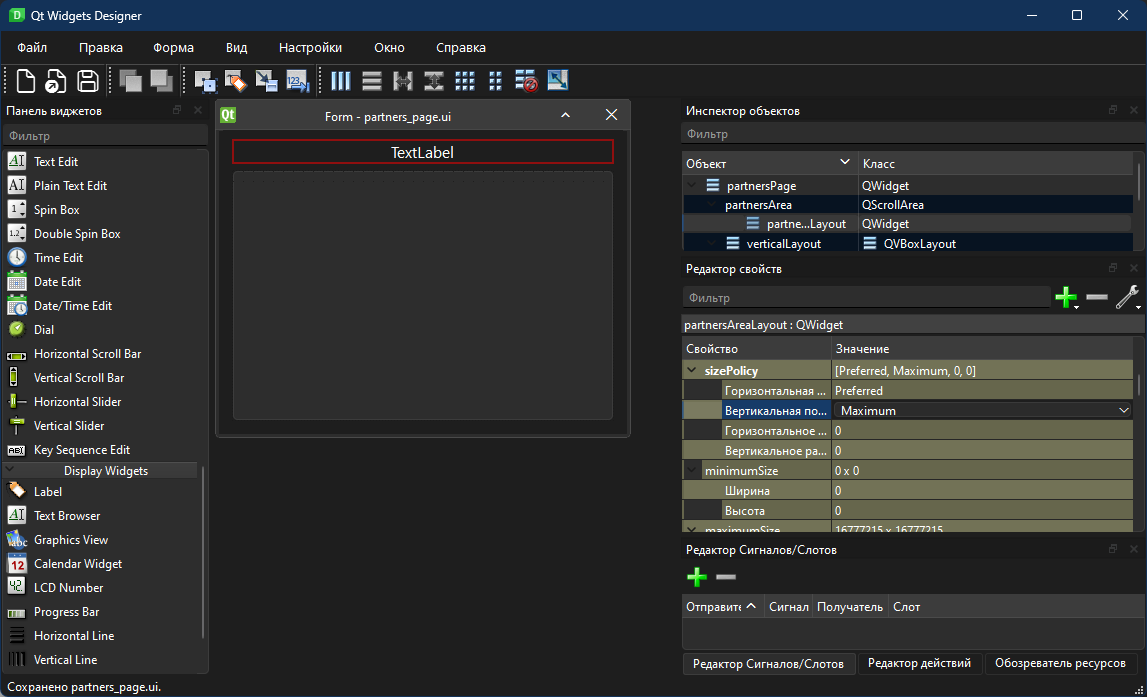 Qt Widgets Designer
Файл Правка Форма Вид Настройки Окно Справка
Панель виджетов
Фильтр
Text Edit
Plain Text Edit
Spin Box
Double Spin Box
Time Edit
Date Edit
Date/Time Edit
Dial
Horizontal Scroll Bar
Vertical Scroll Bar
Horizontal Slider
Vertical Slider
Key Sequence Edit
Display Widgets
Label
Text Browser
Graphics View
Calendar Widget
LCD Number
Progress Bar
Horizontal Line
Vertical Line
Сохранено partners_page.ui.
Form - partners_page.ui
TextLabel
Инспектор объектов
Фильтр
Объект Класс
partnersPage QWidget
partnersArea QScrollArea
partne...Layout QWidget
verticalLayout QVBoxLayout
Редактор свойств
Фильтр
partnersAreaLayout : QWidget
Свойство Значение
sizePolicy [Preferred, Maximum, 0, 0]
Горизонтальная ... Preferred
Вертикальная по... Maximum
Горизонтальное ... 0
Вертикальное ра... 0
minimumSize 0 x 0
Ширина 0
Высота 0
maximumSize 16777215 x 16777215
Редактор Сигналов/Слотов
Отправите Сигнал Получатель Слот
Редактор Сигналов/Слотов Редактор действий Обозреватель ресурсов